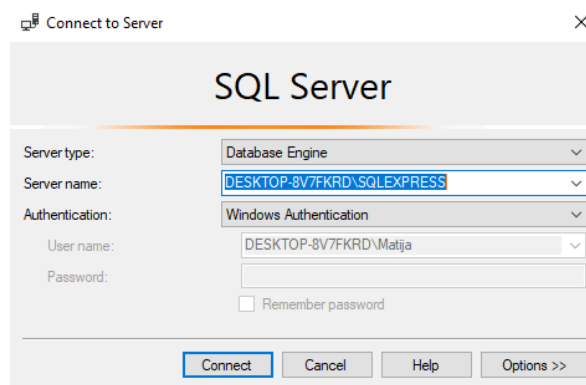 Connect to Server
SQL Server
Server type: Database Engine
Server name: DESKTOP-8V7FKRD\SQLEXPRESS
Authentication: Windows Authentication
User name: DESKTOP-8V7FKRD\Matija
Password:
Remember password
Connect Cancel Help Options >>